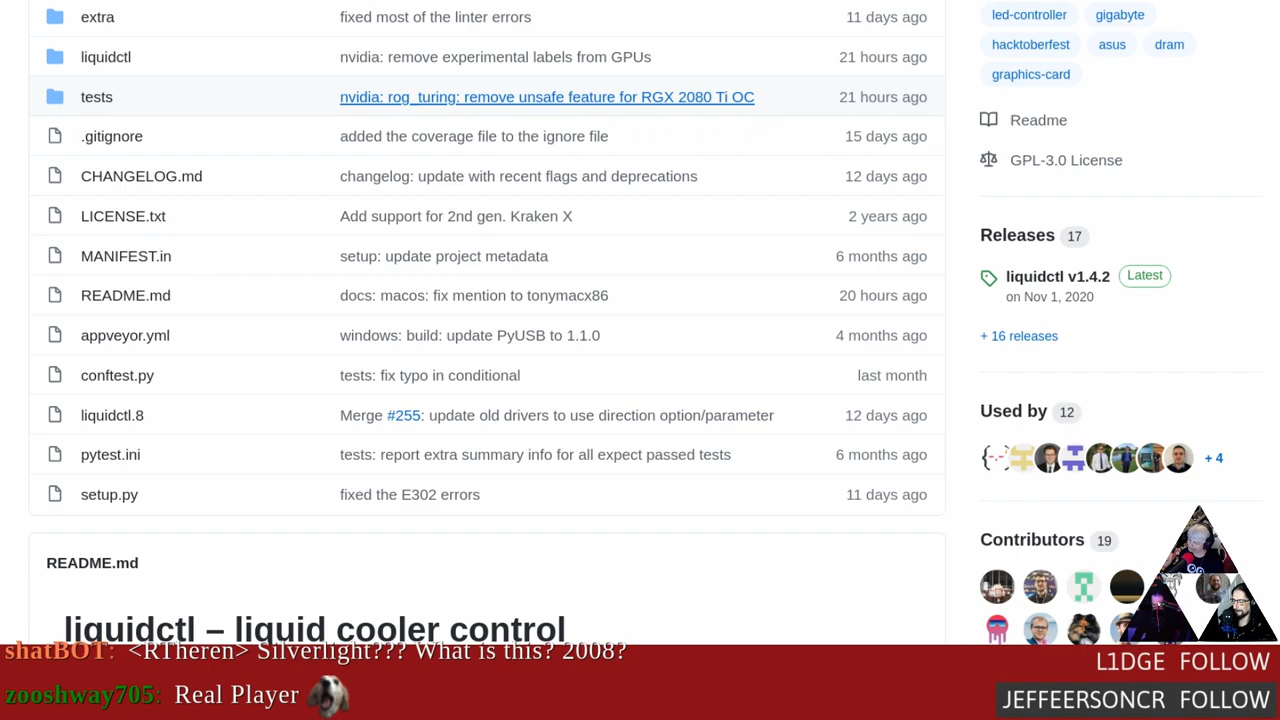 extra fixed most of the linter errors 11 days ago
liquidctl nvidia: remove experimental labels from GPUs 21 hours ago
tests nvidia: rog_turing: remove unsafe feature for RGX 2080 Ti OC 21 hours ago
.gitignore added the coverage file to the ignore file 15 days ago
CHANGELOG.md changelog: update with recent flags and deprecations 12 days ago
LICENSE.txt Add support for 2nd gen. Kraken X 2 years ago
MANIFEST.in setup: update project metadata 6 months ago
README.md docs: macos: fix mention to tonymacx86 20 hours ago
appveyor.yml windows: build: update PyUSB to 1.1.0 4 months ago
conftest.py tests: fix typo in conditional last month
liquidctl.8 Merge #255: update old drivers to use direction option/parameter 12 days ago
pytest.ini tests: report extra summary info for all expect passed tests 6 months ago
setup.py fixed the E302 errors 11 days ago
README.md
liquidctl – liquid cooler control
led-controller gigabyte
hacktoberfest asus dram
graphics-card
Readme
GPL-3.0 License
Releases 17
liquidctl v1.4.2 Latest
on Nov 1, 2020
+ 16 releases
Used by 12
+ 4
Contributors 19
shatBOT: <RTheren> Silverlight??? What is this? 2008?
zooshway705: Real Player
L1DGE FOLLOW
JEFFEERSONCR FOLLOW